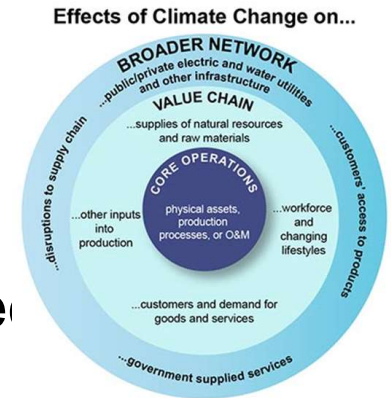 Effects of Climate Change on...
BROADER NETWORK
...public/private electric and water utilities
and other infrastructure
VALUE CHAIN
...supplies of natural resources
and raw materials
CORE OPERATIONS
physical assets,
production
processes, or O&M
...other inputs
into
production
...workforce
and
changing
lifestyles
...customers and demand for
goods and services
...disruptions to supply chain
...customers' access to products
...government supplied services